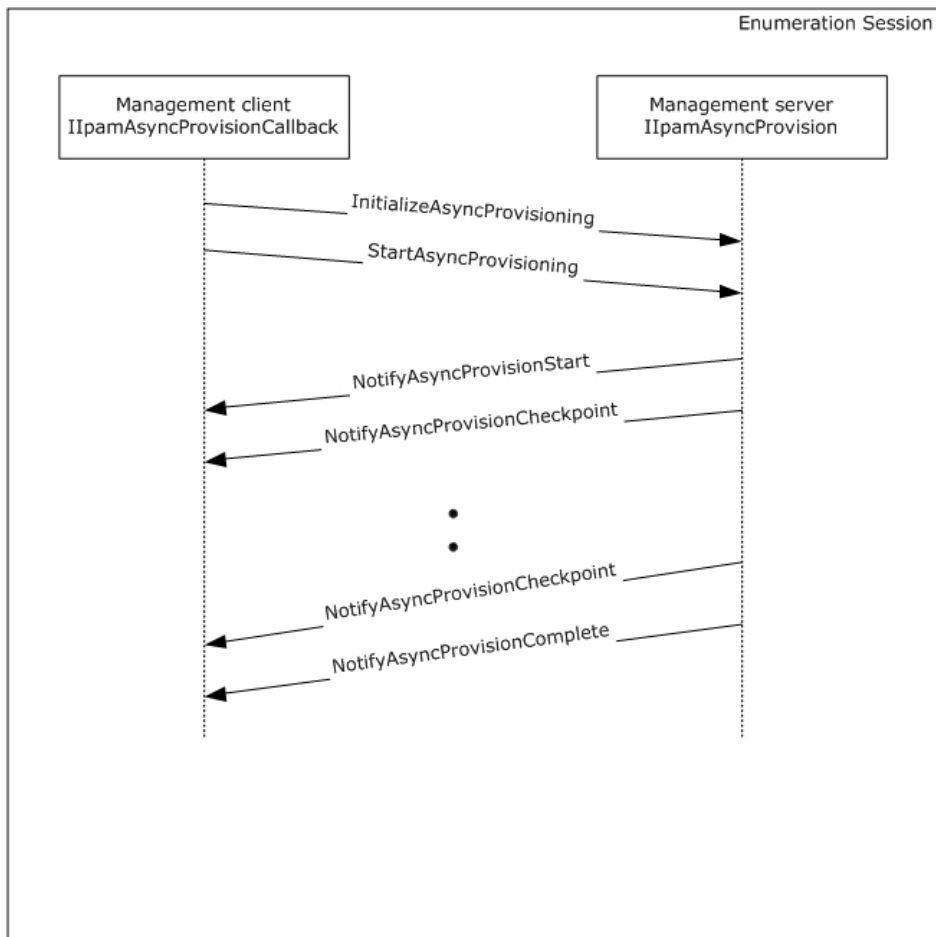 Enumeration Session
Management client
IIpamAsyncProvisionCallback
Management server
IIpamAsyncProvision
InitializeAsyncProvisioning
StartAsyncProvisioning
NotifyAsyncProvisionStart
NotifyAsyncProvisionCheckpoint
NotifyAsyncProvisionCheckpoint
NotifyAsyncProvisionComplete